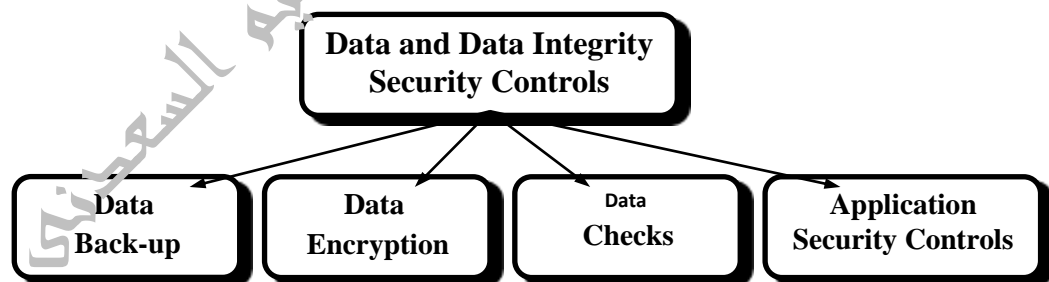 Data and Data Integrity
Security Controls
Data
Back-up
Data
Encryption
Data
Checks
Application
Security Controls